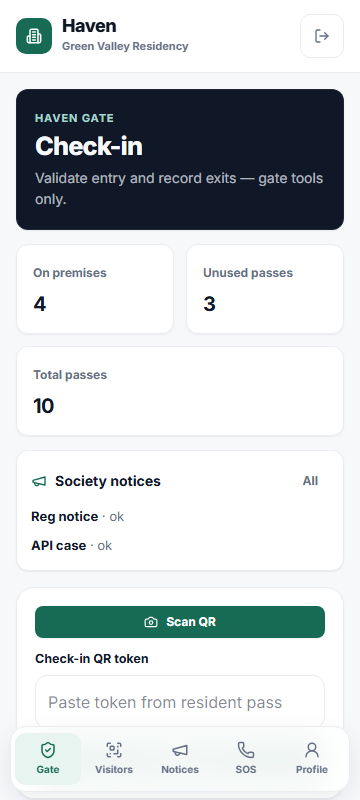 Haven
Green Valley Residency
HAVEN GATE
Check-in
Validate entry and record exits — gate tools
only.
On premises
4
Unused passes
3
Total passes
10
Society notices
All
Reg notice · ok
API case · ok
Scan QR
Check-in QR token
Paste token from resident pass
Gate
Visitors
Notices
SOS
Profile